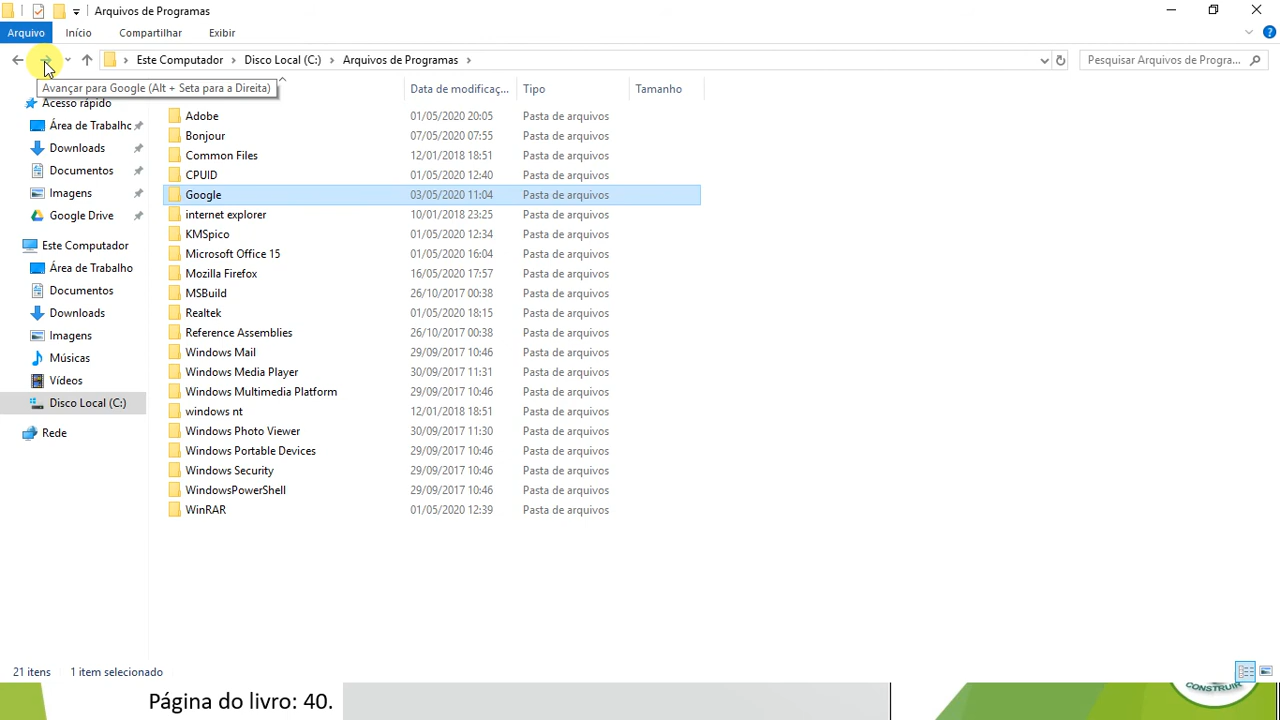 Arquivos de Programas
Arquivo Início Compartilhar Exibir
Este Computador Disco Local (C:) Arquivos de Programas
Pesquisar Arquivos de Progra...
Avançar para Google (Alt + Seta para a Direita)
Data de modificaç... Tipo Tamanho
Acesso rápido
Área de Trabalho
Downloads
Documentos
Imagens
Google Drive
Este Computador
Área de Trabalho
Documentos
Downloads
Imagens
Músicas
Vídeos
Disco Local (C:)
Rede
Adobe 01/05/2020 20:05 Pasta de arquivos
Bonjour 07/05/2020 07:55 Pasta de arquivos
Common Files 12/01/2018 18:51 Pasta de arquivos
CPUID 01/05/2020 12:40 Pasta de arquivos
Google 03/05/2020 11:04 Pasta de arquivos
internet explorer 10/01/2018 23:25 Pasta de arquivos
KMSpico 01/05/2020 12:34 Pasta de arquivos
Microsoft Office 15 01/05/2020 16:04 Pasta de arquivos
Mozilla Firefox 16/05/2020 17:57 Pasta de arquivos
MSBuild 26/10/2017 00:38 Pasta de arquivos
Realtek 01/05/2020 18:15 Pasta de arquivos
Reference Assemblies 26/10/2017 00:38 Pasta de arquivos
Windows Mail 29/09/2017 10:46 Pasta de arquivos
Windows Media Player 30/09/2017 11:31 Pasta de arquivos
Windows Multimedia Platform 29/09/2017 10:46 Pasta de arquivos
windows nt 12/01/2018 18:51 Pasta de arquivos
Windows Photo Viewer 30/09/2017 11:30 Pasta de arquivos
Windows Portable Devices 29/09/2017 10:46 Pasta de arquivos
Windows Security 29/09/2017 10:46 Pasta de arquivos
WindowsPowerShell 29/09/2017 10:46 Pasta de arquivos
WinRAR 01/05/2020 12:39 Pasta de arquivos
21 itens 1 item selecionado
Página do livro: 40.
CONSTRUIR